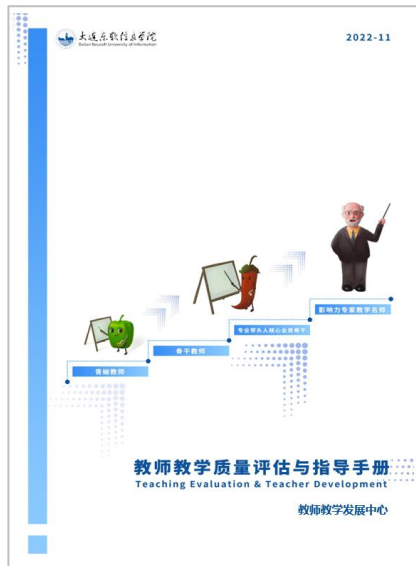 大连东软信息学院
Dalian Neusoft University of Information
2022-11
影响力专家教学名师
专业带头人核心业务骨干
骨干教师
青椒教师
教师教学质量评估与指导手册
Teaching Evaluation & Teacher Development
教师教学发展中心